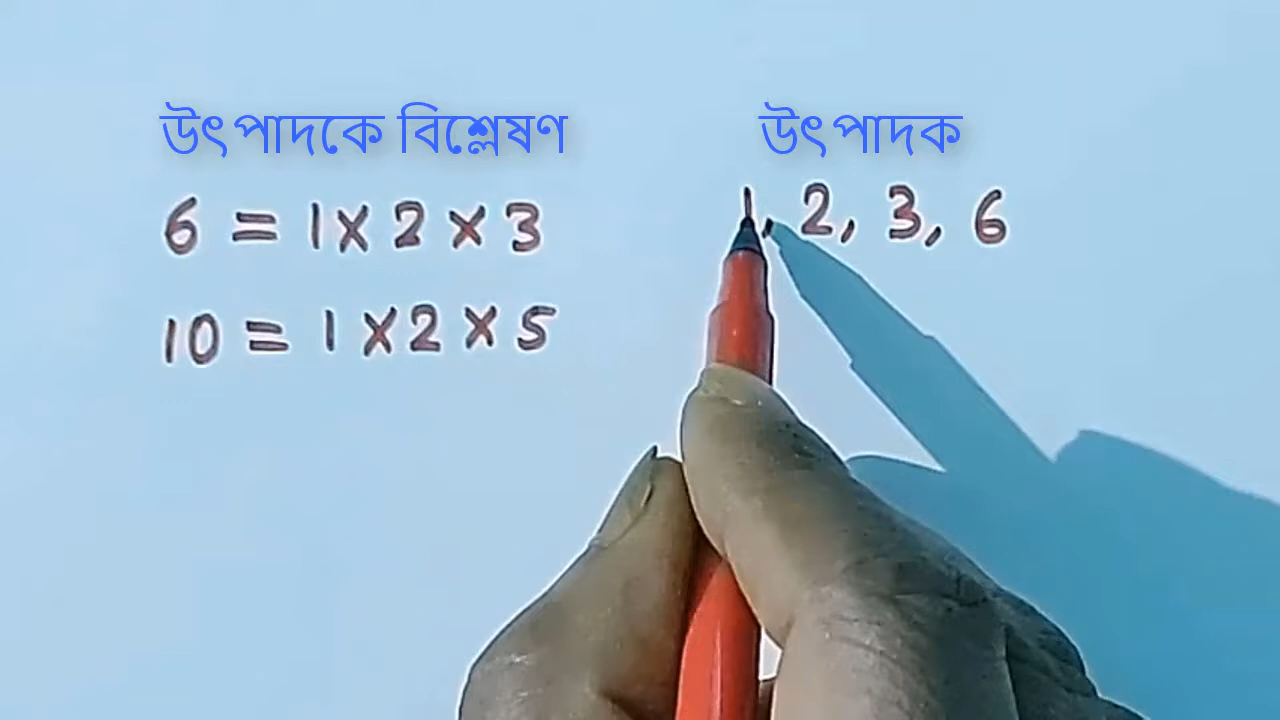 উৎপাদকে বিশ্লেষণ উৎপাদক
6 = 1 × 2 × 3 1, 2, 3, 6
10 = 1 × 2 × 5